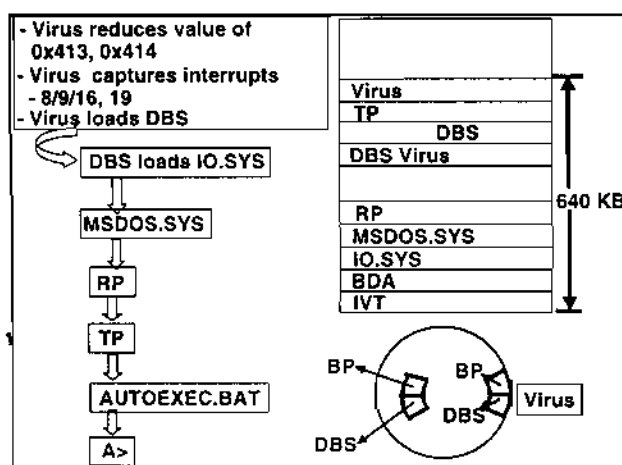 - Virus reduces value of
0x413, 0x414
- Virus captures interrupts
- 8/9/16, 19
- Virus loads DBS
DBS loads IO.SYS
MSDOS.SYS
RP
TP
AUTOEXEC.BAT
A>
Virus
TP
DBS
DBS Virus
RP
MSDOS.SYS
IO.SYS
BDA
IVT
640 KB
BP
DBS
BP
DBS
Virus